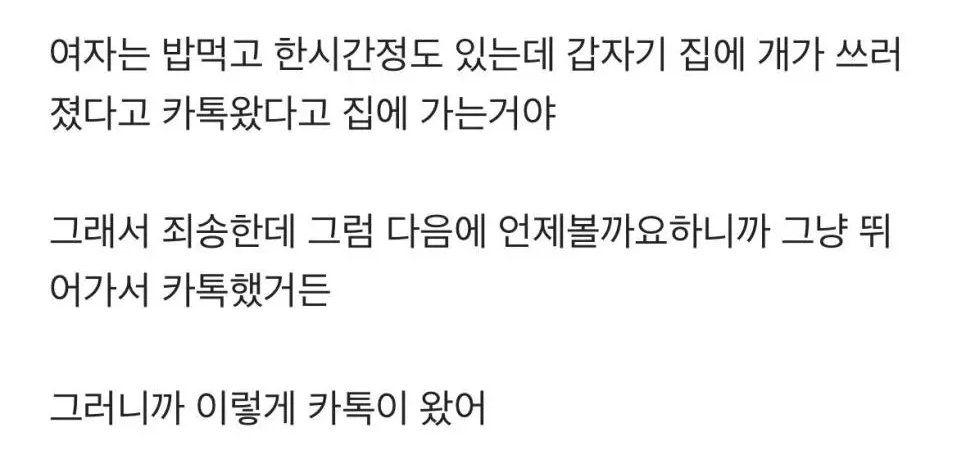 여자는 밥먹고 한시간정도 있는데 갑자기 집에 개가 쓰러
졌다고 카톡왔다고 집에 가는거야
그래서 죄송한데 그럼 다음에 언제볼까요하니까 그냥 뛰
어가서 카톡했거든
그러니까 이렇게 카톡이 왔어